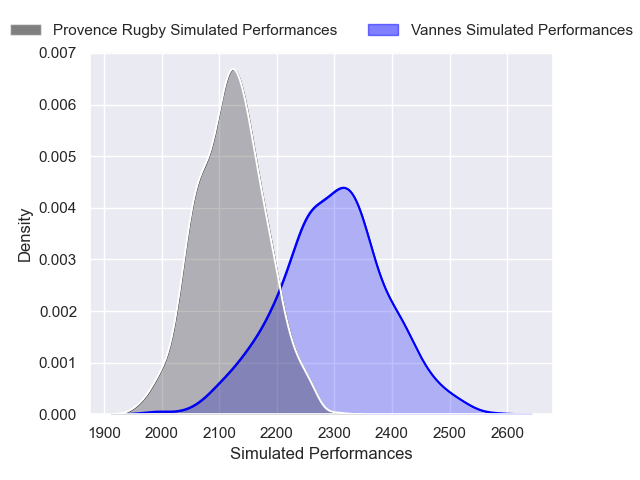 Provence Rugby Simulated Performances
Vannes Simulated Performances
0.007
0.006
0.005
0.004
0.003
0.002
0.001
0.000
Density
1900 2000 2100 2200 2300 2400 2500 2600
Simulated Performances